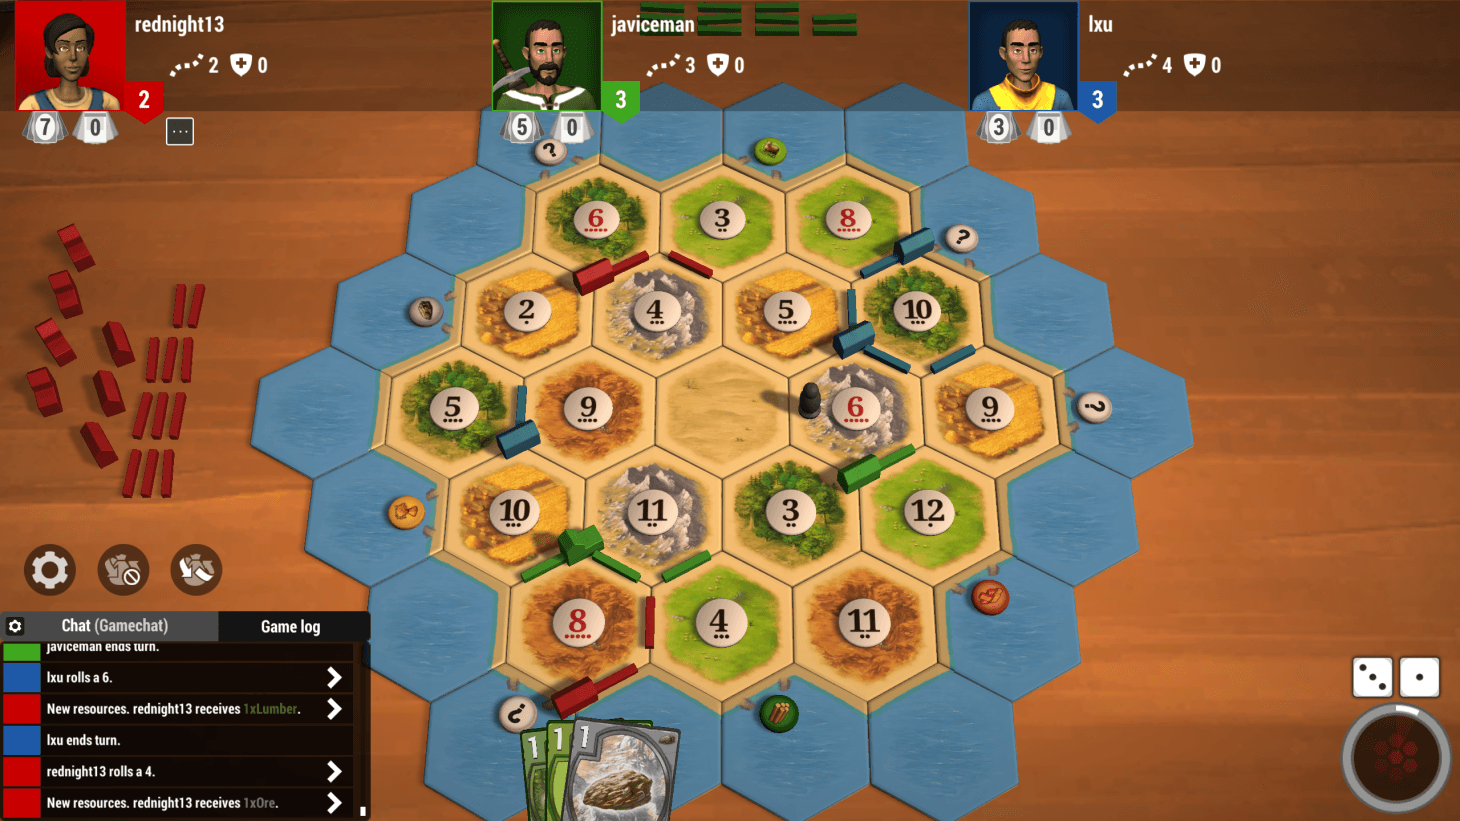 rednight13
2 0
2
7 0
...
javiceman
3 0
3
5 0
lxu
4 0
3
3 0
?
6 3 8
?
2 4 5 10
5 9 6 9
?
10 11 3 12
8 4 11
?
Chat (Gamechat) Game log
javiceman ends turn.
lxu rolls a 6.
New resources. rednight13 receives 1xLumber.
lxu ends turn.
rednight13 rolls a 4.
New resources. rednight13 receives 1xOre.
1 1 1